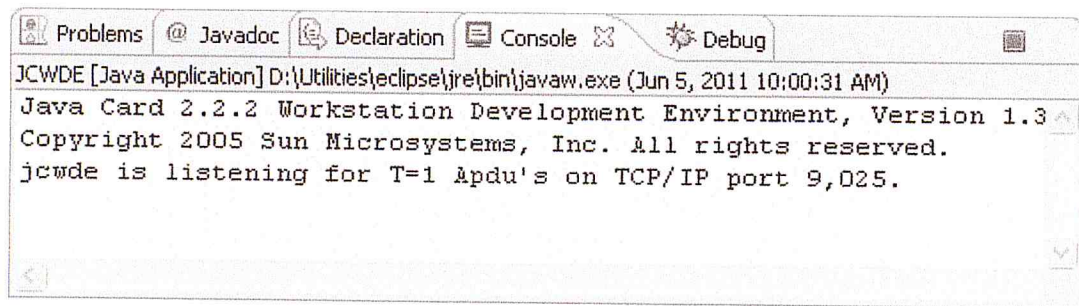 Problems @ Javadoc Declaration Console Debug
JCWDE [Java Application] D:\Utilities\eclipse\jre\bin\javaw.exe (Jun 5, 2011 10:00:31 AM)
Java Card 2.2.2 Workstation Development Environment, Version 1.3
Copyright 2005 Sun Microsystems, Inc. All rights reserved.
jcwde is listening for T=1 Apdu's on TCP/IP port 9,025.